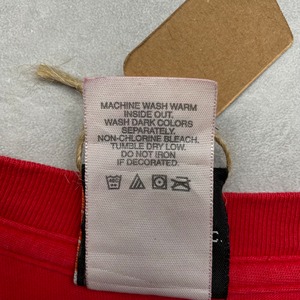 MACHINE WASH WARM
INSIDE OUT.
WASH DARK COLORS
SEPARATELY.
NON-CHLORINE BLEACH.
TUMBLE DRY LOW.
DO NOT IRON
IF DECORATED.